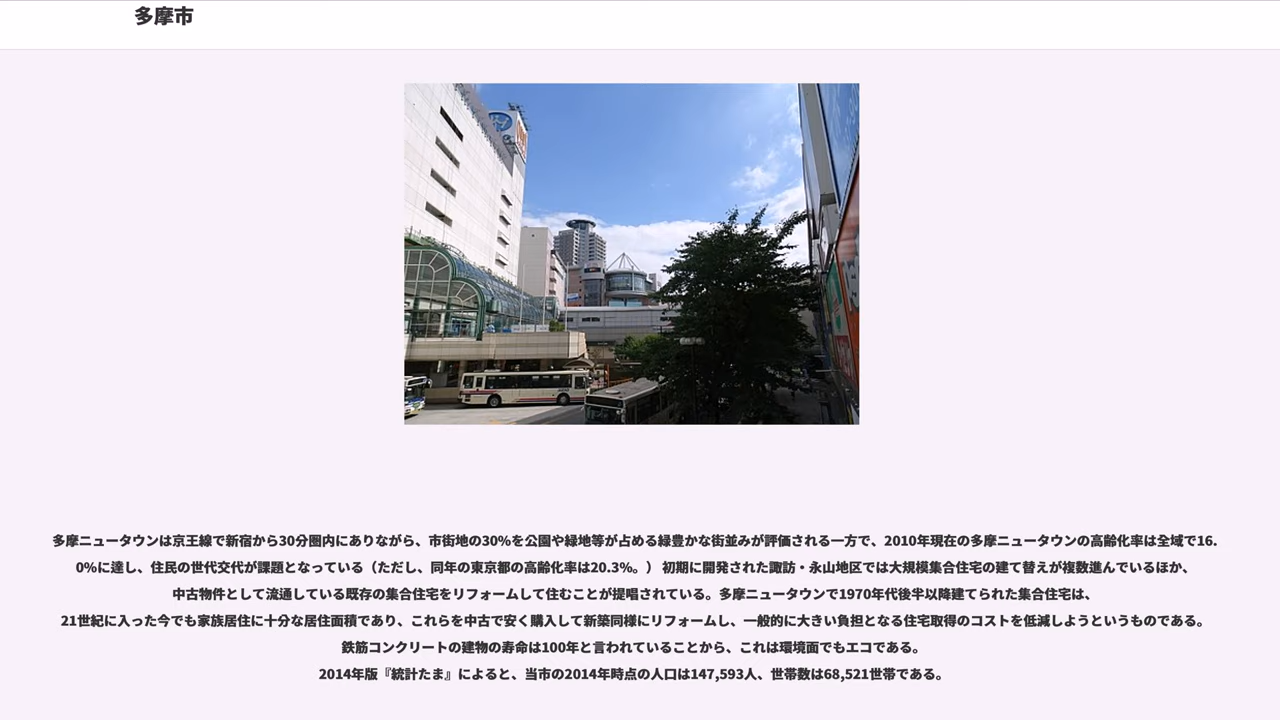 多摩市
多摩ニュータウンは京王線で新宿から30分圏内にありながら、市街地の30%を公園や緑地等が占める緑豊かな街並みが評価される一方で、2010年現在の多摩ニュータウンの高齢化率は全域で16.
0%に達し、住民の世代交代が課題となっている（ただし、同年の東京都の高齢化率は20.3%。） 初期に開発された諏訪・永山地区では大規模集合住宅の建て替えが複数進んでいるほか、
中古物件として流通している既存の集合住宅をリフォームして住むことが提唱されている。多摩ニュータウンで1970年代後半以降建てられた集合住宅は、
21世紀に入った今でも家族居住に十分な居住面積であり、これらを中古で安く購入して新築同様にリフォームし、一般的に大きい負担となる住宅取得のコストを低減しようというものである。
鉄筋コンクリートの建物の寿命は100年と言われていることから、これは環境面でもエコである。
2014年版『統計たま』によると、当市の2014年時点の人口は147,593人、世帯数は68,521世帯である。